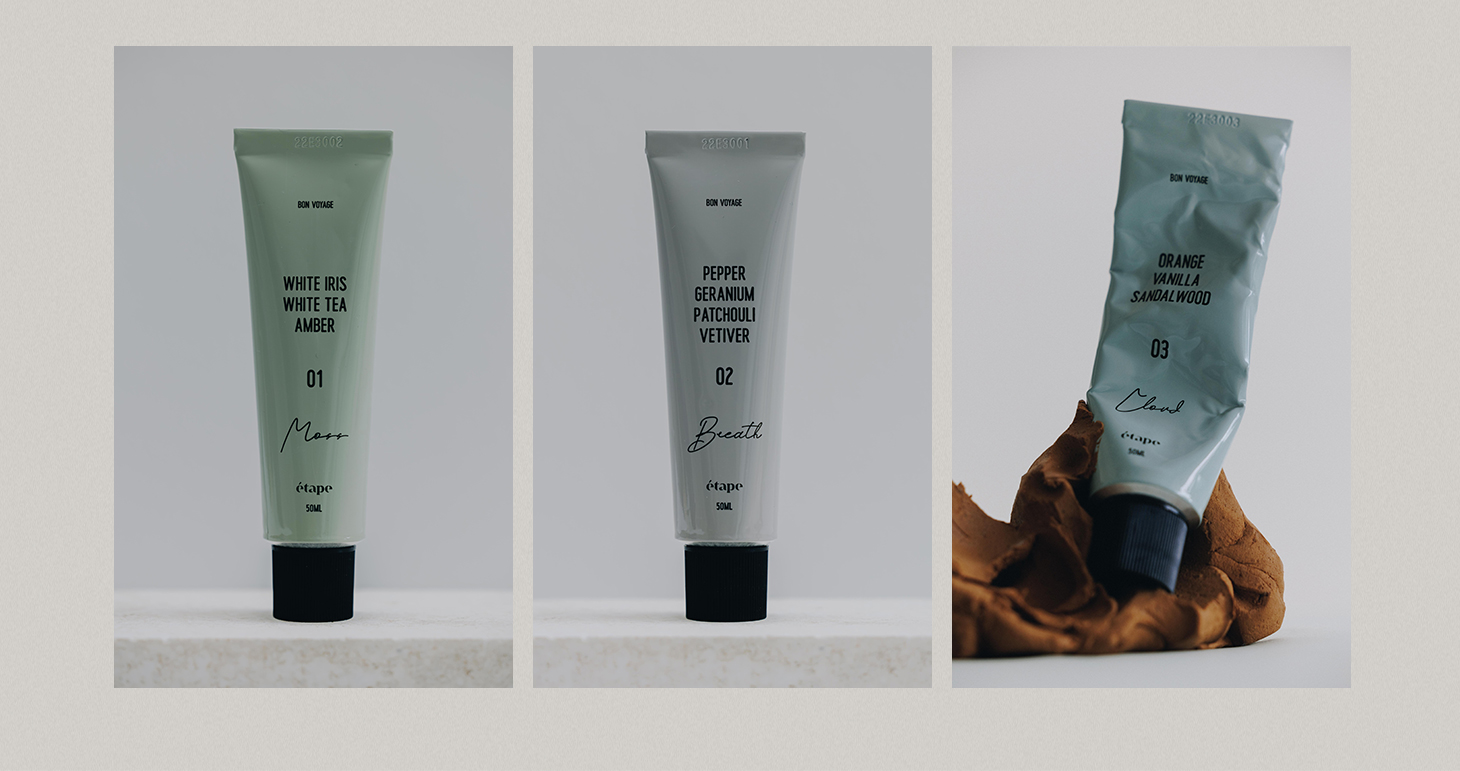 22E3002
BON VOYAGE
WHITE IRIS
WHITE TEA
AMBER
01
Moss
étape
50ML
22E3001
BON VOYAGE
PEPPER
GERANIUM
PATCHOULI
VETIVER
02
Breath
étape
50ML
22E3003
BON VOYAGE
ORANGE
VANILLA
SANDALWOOD
03
Cloud
étape
50ML